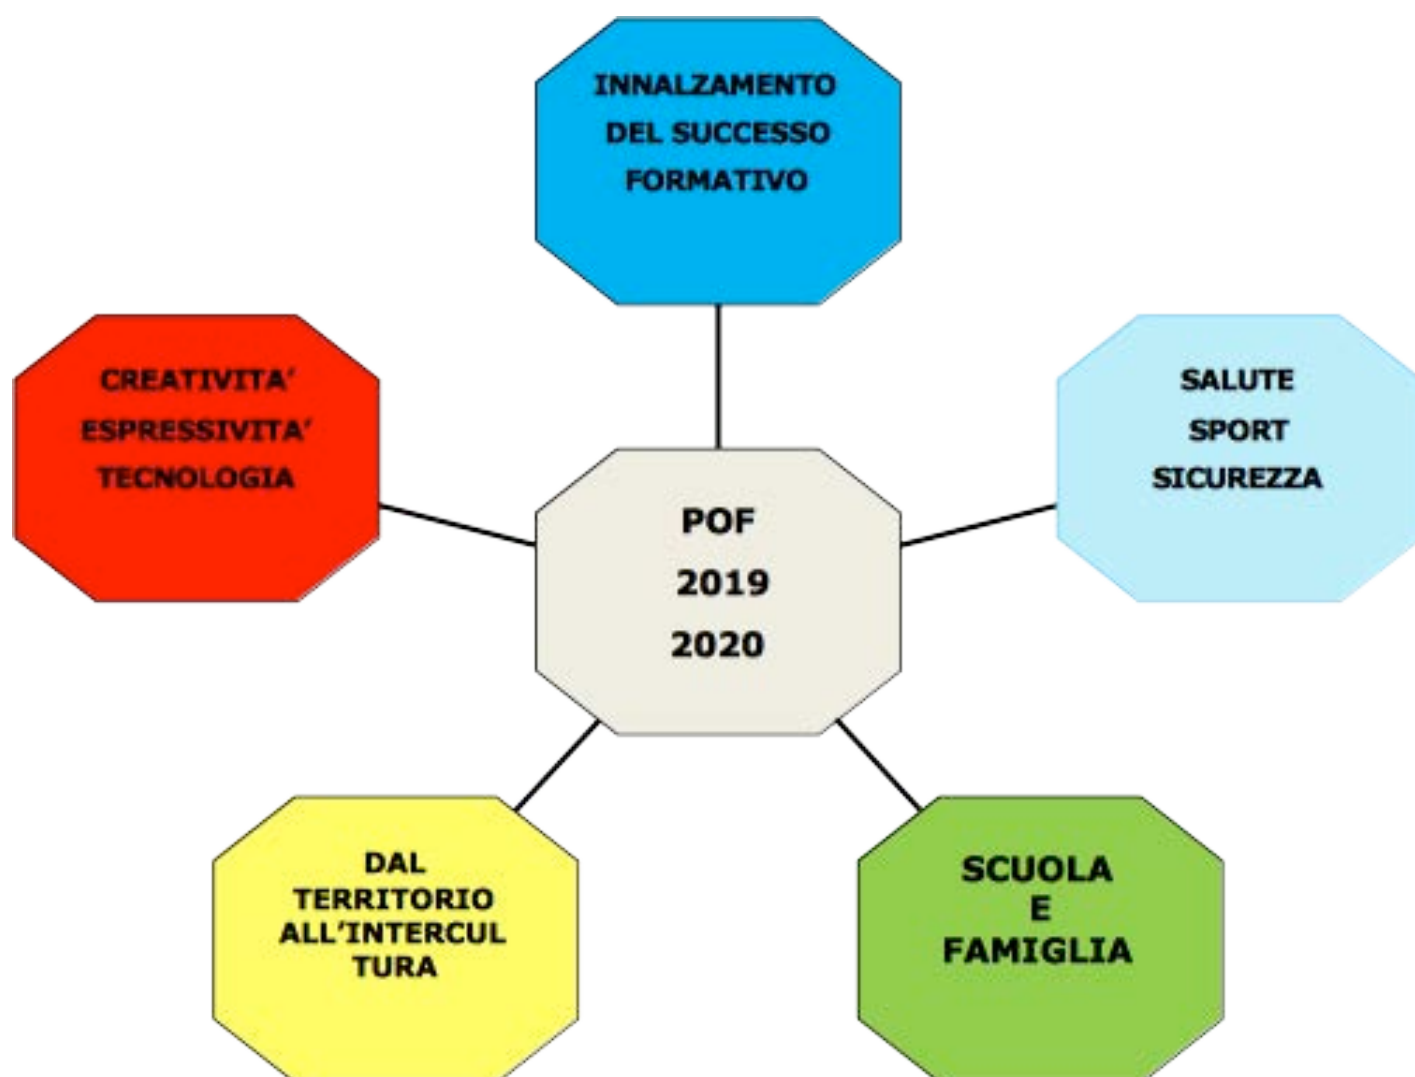 INNALZAMENTO
DEL SUCCESSO
FORMATIVO
CREATIVITA’
ESPRESSIVITA’
TECNOLOGIA
SALUTE
SPORT
SICUREZZA
POF
2019
2020
DAL
TERRITORIO
ALL’INTERCUL
TURA
SCUOLA
E
FAMIGLIA